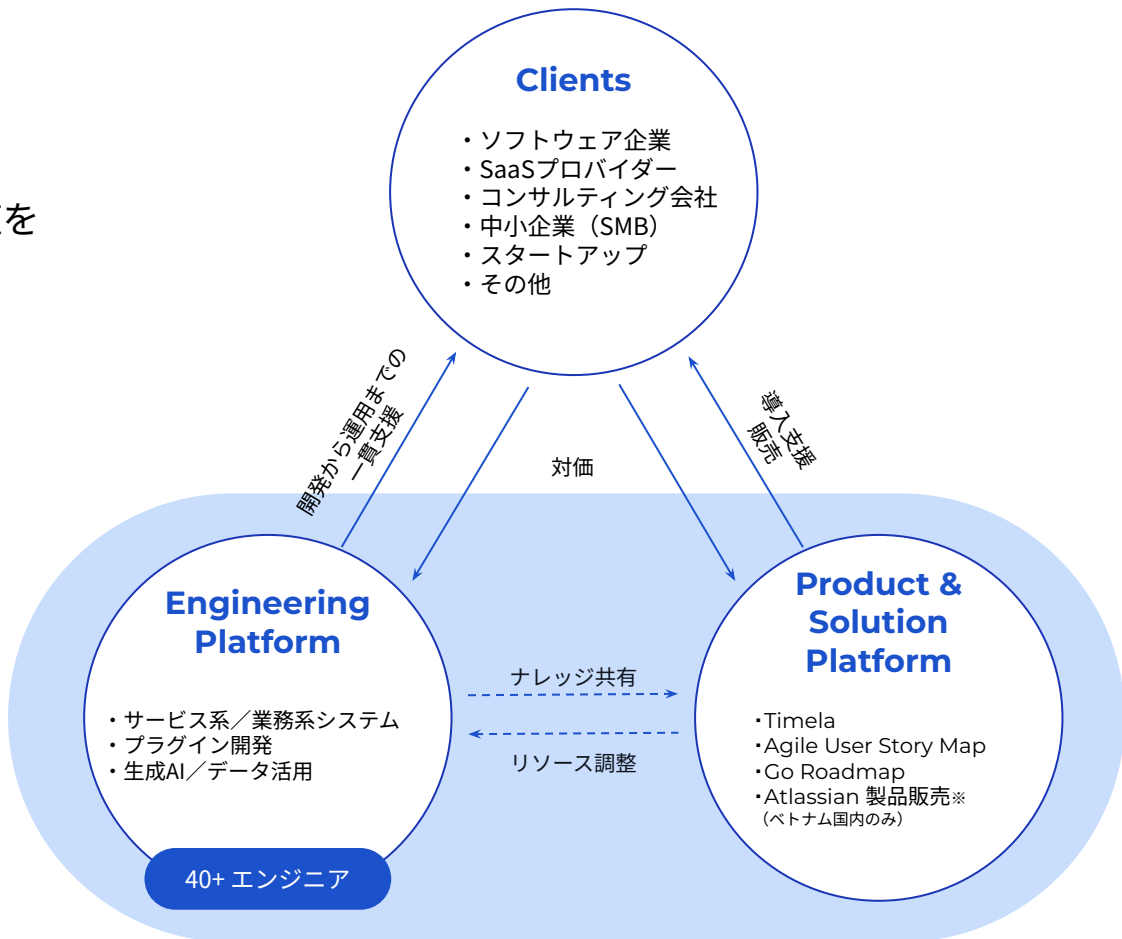 Clients
・ソフトウェア企業
・SaaSプロバイダー
・コンサルティング会社
・中小企業（SMB）
・スタートアップ
・その他
を
開発から運用までの
一貫支援
対価
導入支援
販売
Engineering
Platform
・サービス系／業務系システム
・プラグイン開発
・生成AI／データ活用
40+ エンジニア
ナレッジ共有
リソース調整
Product &
Solution
Platform
・Timela
・Agile User Story Map
・Go Roadmap
・Atlassian 製品販売※
（ベトナム国内のみ）